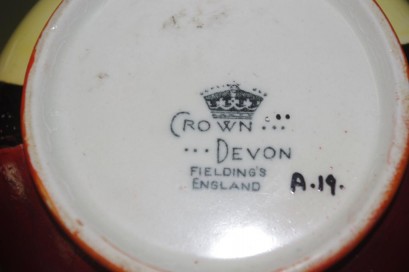 CROWN
DEVON
FIELDING'S
ENGLAND
A.19.